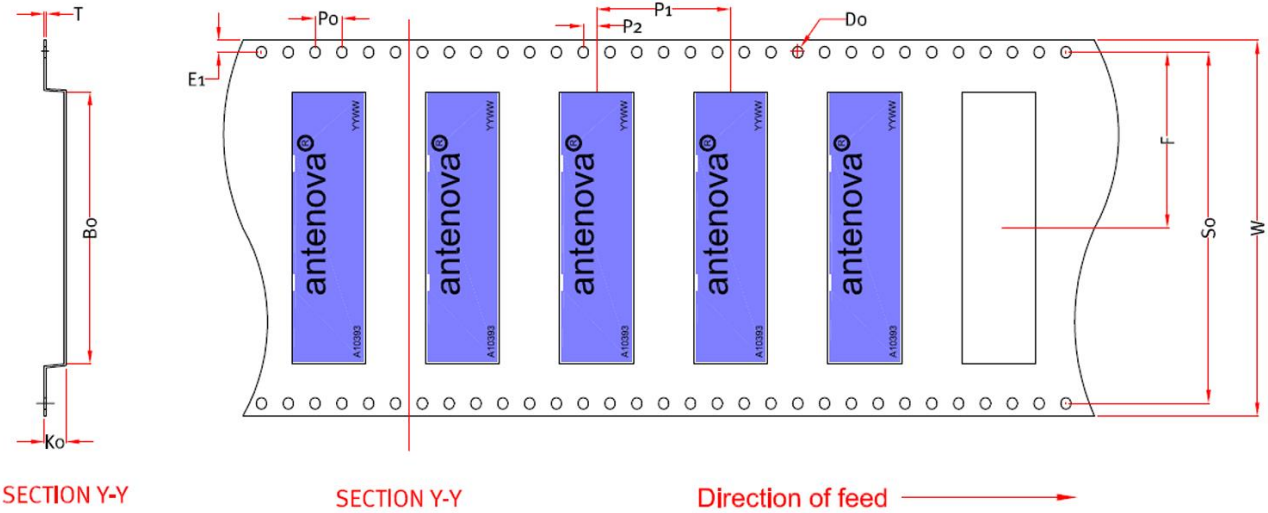 T
Po
P1
P2
Do
E1
YYWW
YYWW
YYWW
YYWW
YYWW
antenova®
antenova®
antenova®
antenova®
antenova®
A10393
A10393
A10393
A10393
A10393
Bo
F
So
W
Ko
SECTION Y-Y
SECTION Y-Y
Direction of feed